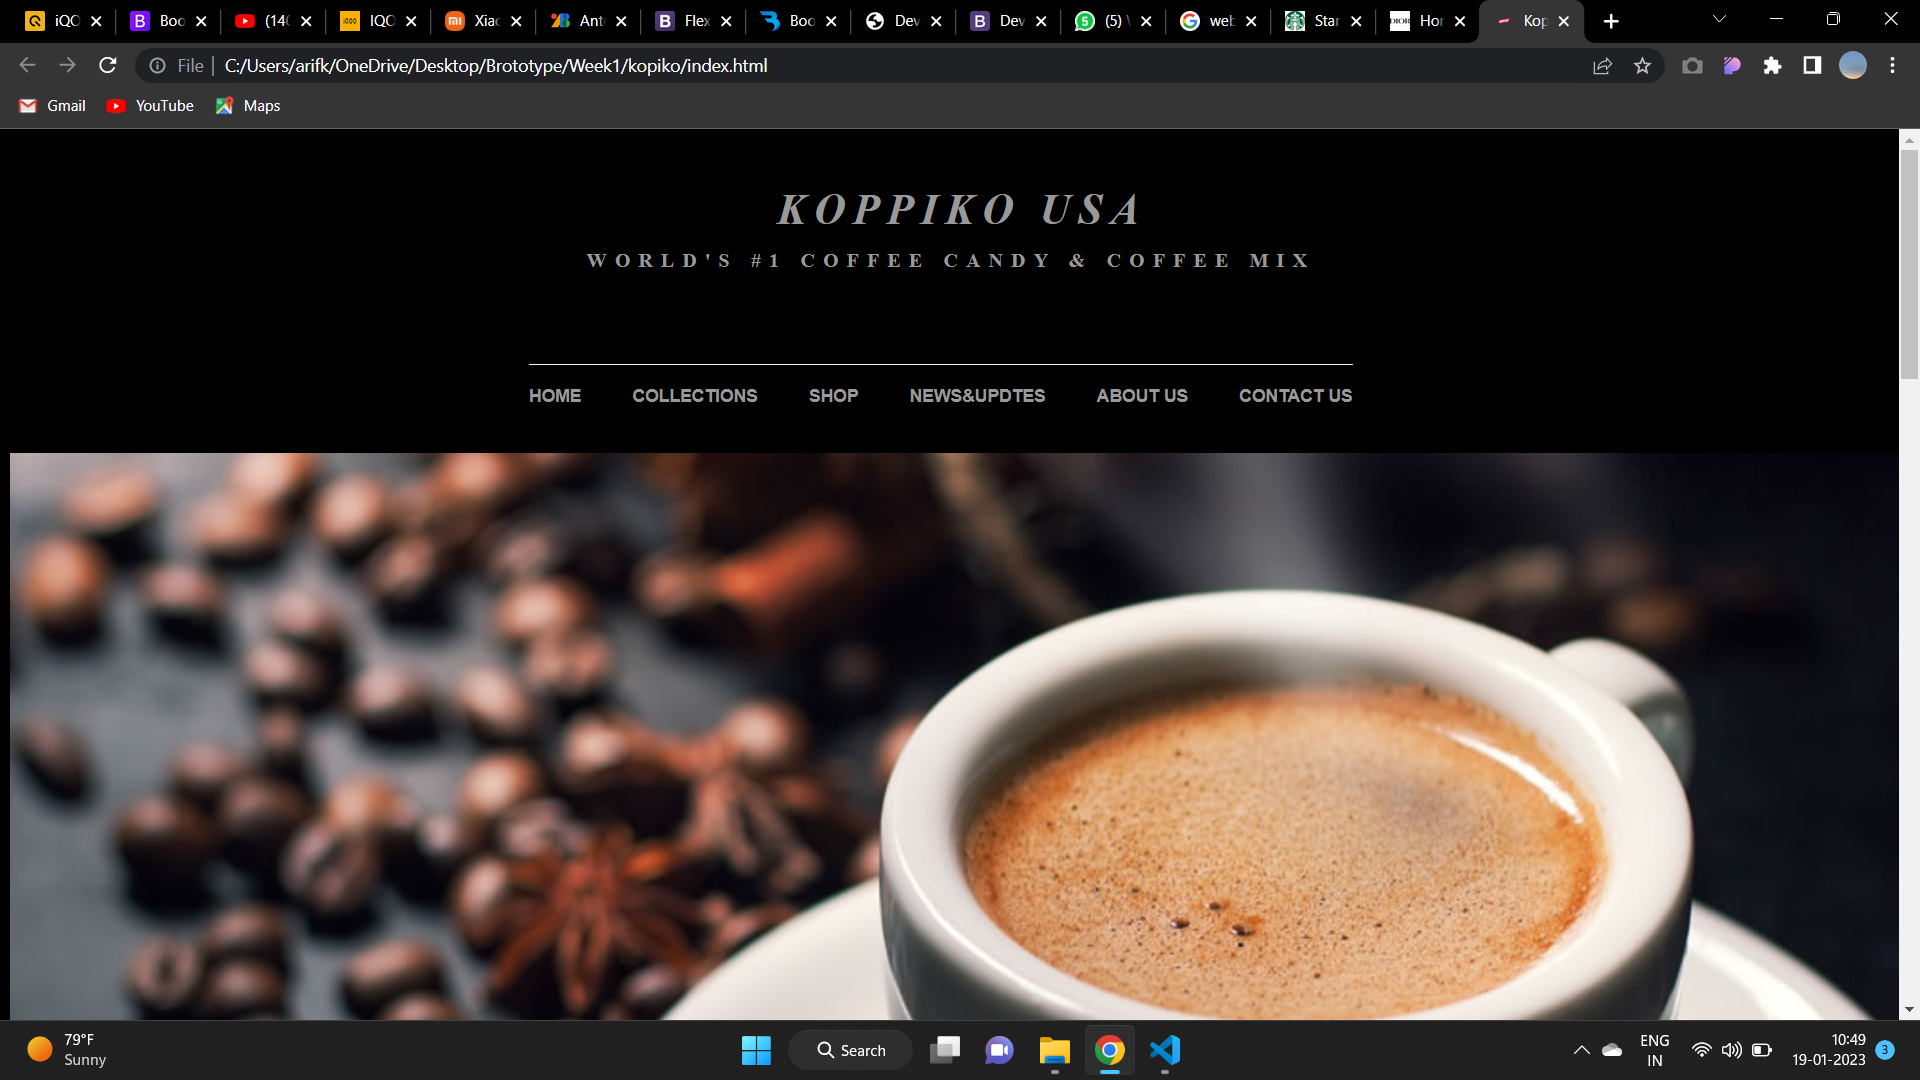 iQO Boo (140 IQO Xiac Ante Flex Boo Dev Dev (5) web Star Hor Kop
File C:/Users/arifk/OneDrive/Desktop/Brototype/Week1/kopiko/index.html
Gmail YouTube Maps
KOPPIKO USA
WORLD'S #1 COFFEE CANDY & COFFEE MIX
HOME COLLECTIONS SHOP NEWS&UPDTES ABOUT US CONTACT US
79°F
Sunny
Search
ENG
IN
10:49
19-01-2023
3